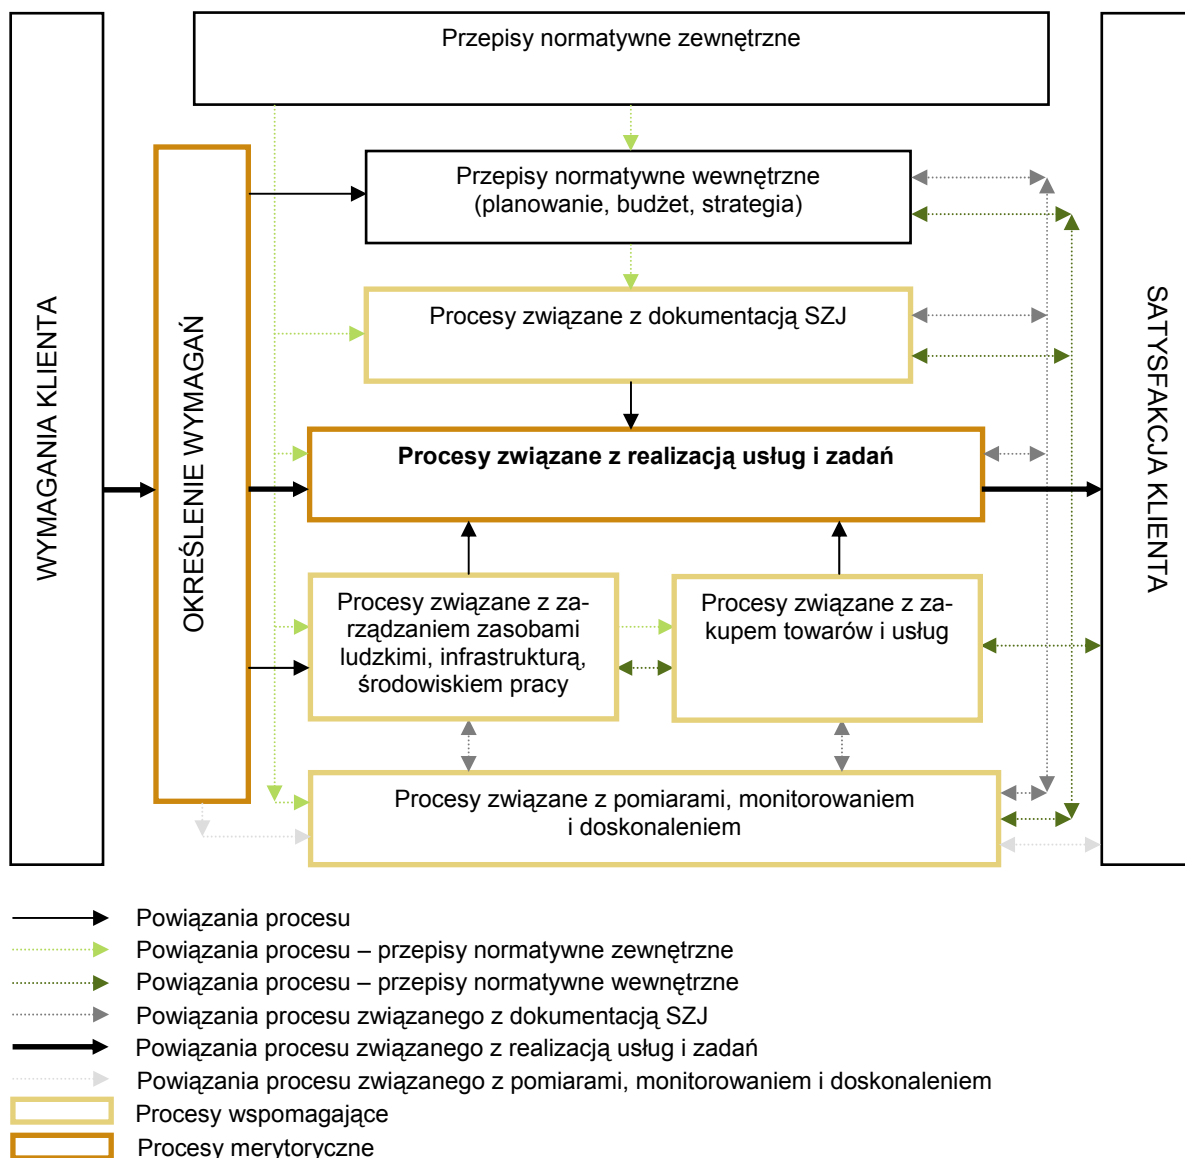 Przepisy normatywne zewnętrzne
WYMAGANIA KLIENTA
OKREŚLENIE WYMAGAŃ
Przepisy normatywne wewnętrzne
(planowanie, budżet, strategia)
Procesy związane z dokumentacją SZJ
Procesy związane z realizacją usług i zadań
Procesy związane z za-
rządzaniem zasobami
ludzkimi, infrastrukturą,
środowiskiem pracy
Procesy związane z za-
kupem towarów i usług
Procesy związane z pomiarami, monitorowaniem
i doskonaleniem
SATYSFAKCJA KLIENTA
Powiązania procesu
Powiązania procesu – przepisy normatywne zewnętrzne
Powiązania procesu – przepisy normatywne wewnętrzne
Powiązania procesu związanego z dokumentacją SZJ
Powiązania procesu związanego z realizacją usług i zadań
Powiązania procesu związanego z pomiarami, monitorowaniem i doskonaleniem
Procesy wspomagające
Procesy merytoryczne